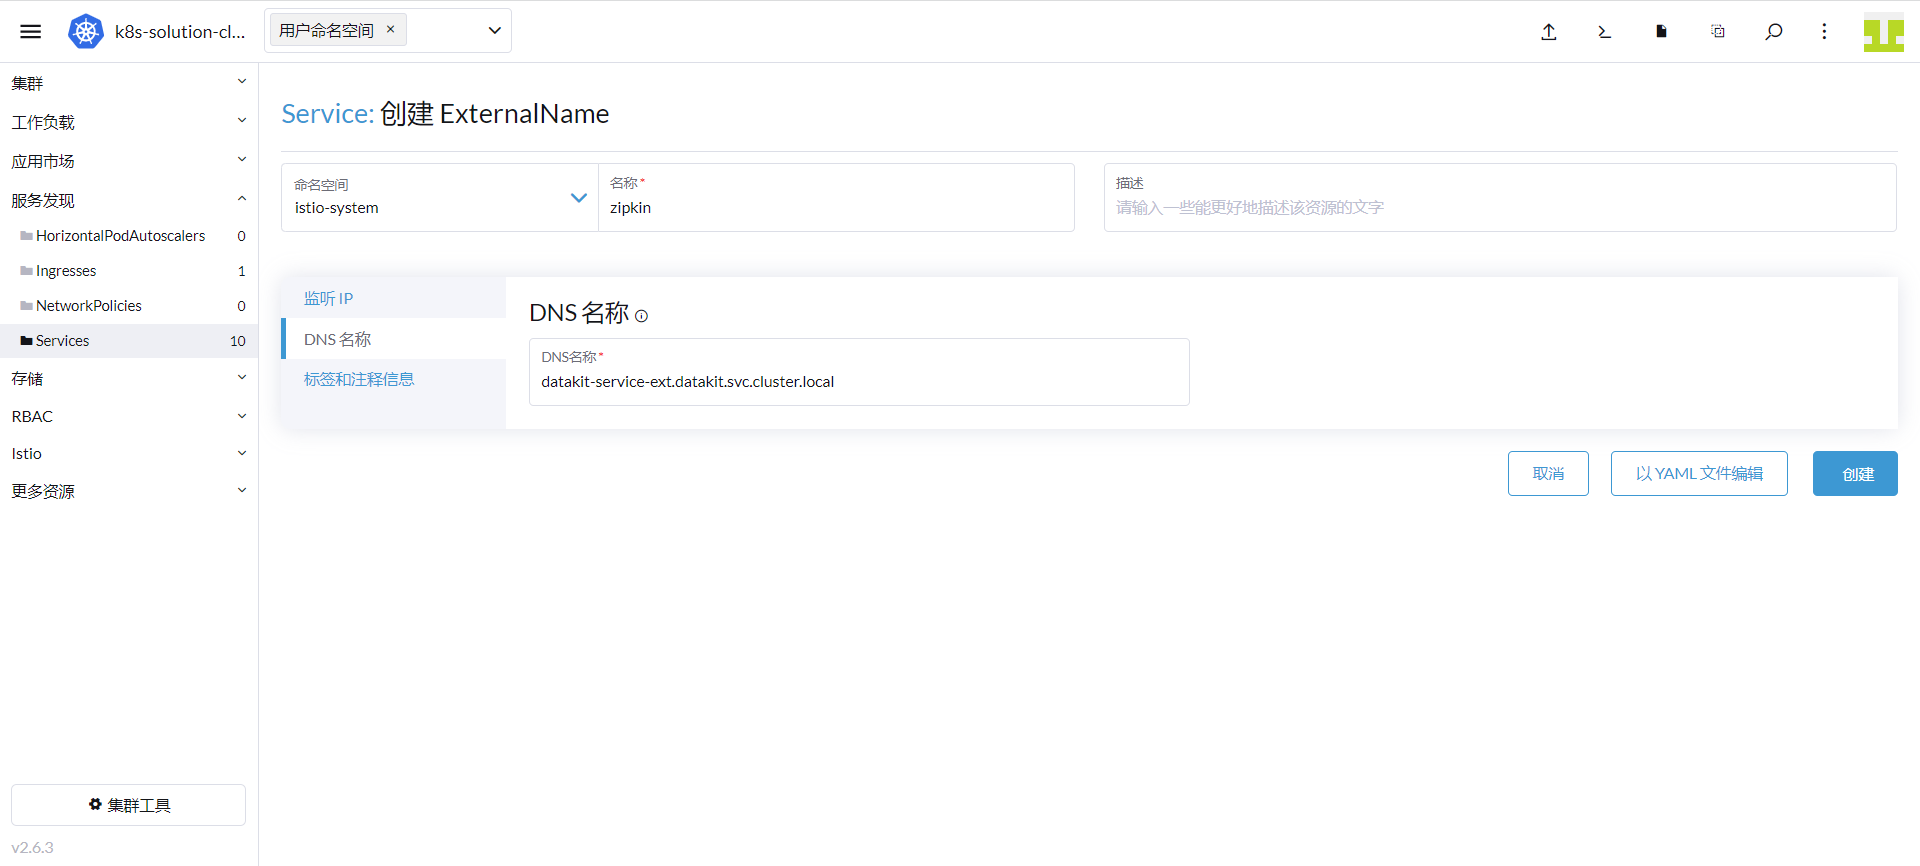 k8s-solution-cl...
用户命名空间 ×
集群
工作负载
应用市场
服务发现
HorizontalPodAutoscalers 0
Ingresses 1
NetworkPolicies 0
Services 10
存储
RBAC
Istio
更多资源
集群工具
v2.6.3
Service: 创建 ExternalName
命名空间
istio-system
名称*
zipkin
描述
请输入一些能更好地描述该资源的文字
监听 IP
DNS 名称
标签和注释信息
DNS 名称
DNS名称*
datakit-service-ext.datakit.svc.cluster.local
取消
以 YAML 文件编辑
创建